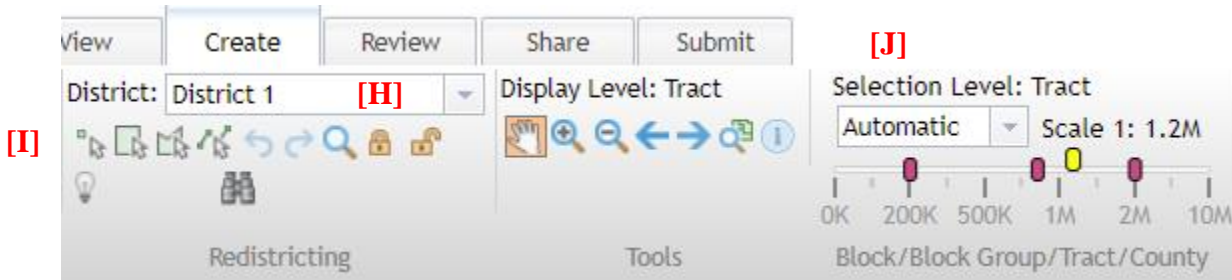 View Create Review Share Submit [J]
District: District 1 [H] Display Level: Tract Selection Level: Tract
[I] Automatic Scale 1: 1.2M
0K 200K 500K 1M 2M 10M
Redistricting Tools Block/Block Group/Tract/County